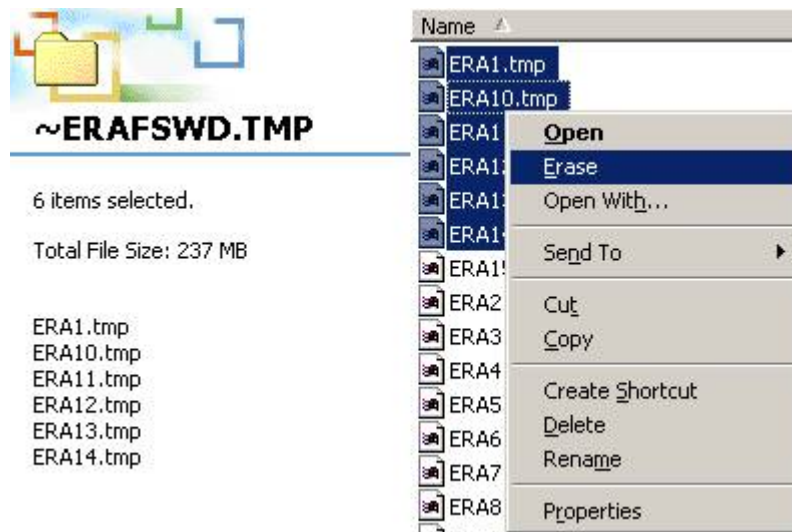 ~ERAFSWD.TMP
6 items selected.
Total File Size: 237 MB
ERA1.tmp
ERA10.tmp
ERA11.tmp
ERA12.tmp
ERA13.tmp
ERA14.tmp
Name
ERA1.tmp
ERA10.tmp
ERA1
ERA1
ERA1
ERA1
ERA1
ERA2
ERA3
ERA4
ERA5
ERA6
ERA7
ERA8
Open
Erase
Open With...
Send To
Cut
Copy
Create Shortcut
Delete
Rename
Properties